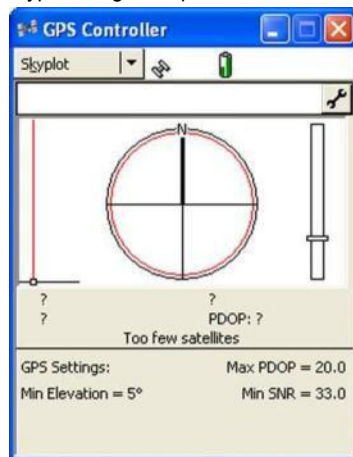 GPS Controller
Skyplot
N
? ?
? PDOP: ?
Too few satellites
GPS Settings: Max PDOP = 20.0
Min Elevation = 5° Min SNR = 33.0